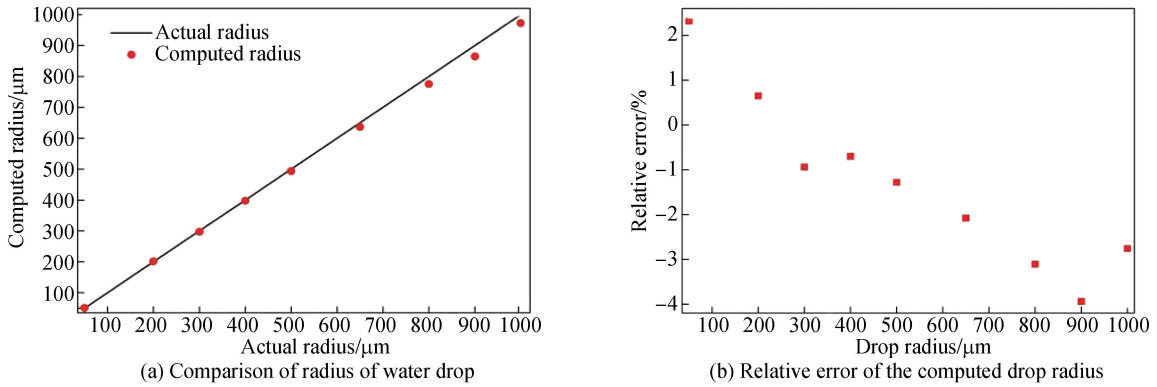 1000
900
800
700
600
500
400
300
200
100
Computed radius/μm
Actual radius
Computed radius
100 200 300 400 500 600 700 800 900 1000
Actual radius/μm
(a) Comparison of radius of water drop
2
1
0
−1
−2
−3
−4
Relative error/%
100 200 300 400 500 600 700 800 900 1000
Drop radius/μm
(b) Relative error of the computed drop radius